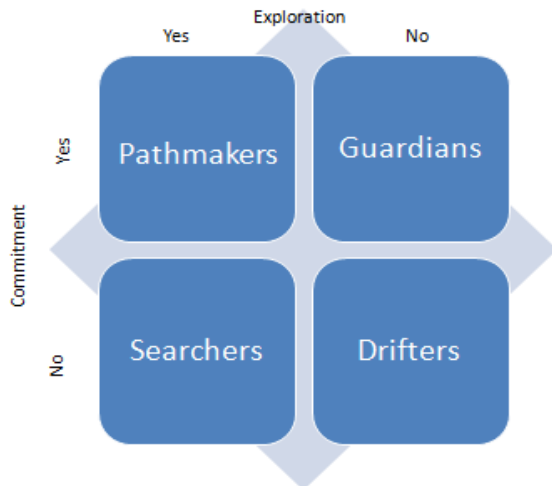 Exploration
Yes No
Yes
Pathmakers Guardians
Commitment
No
Searchers Drifters